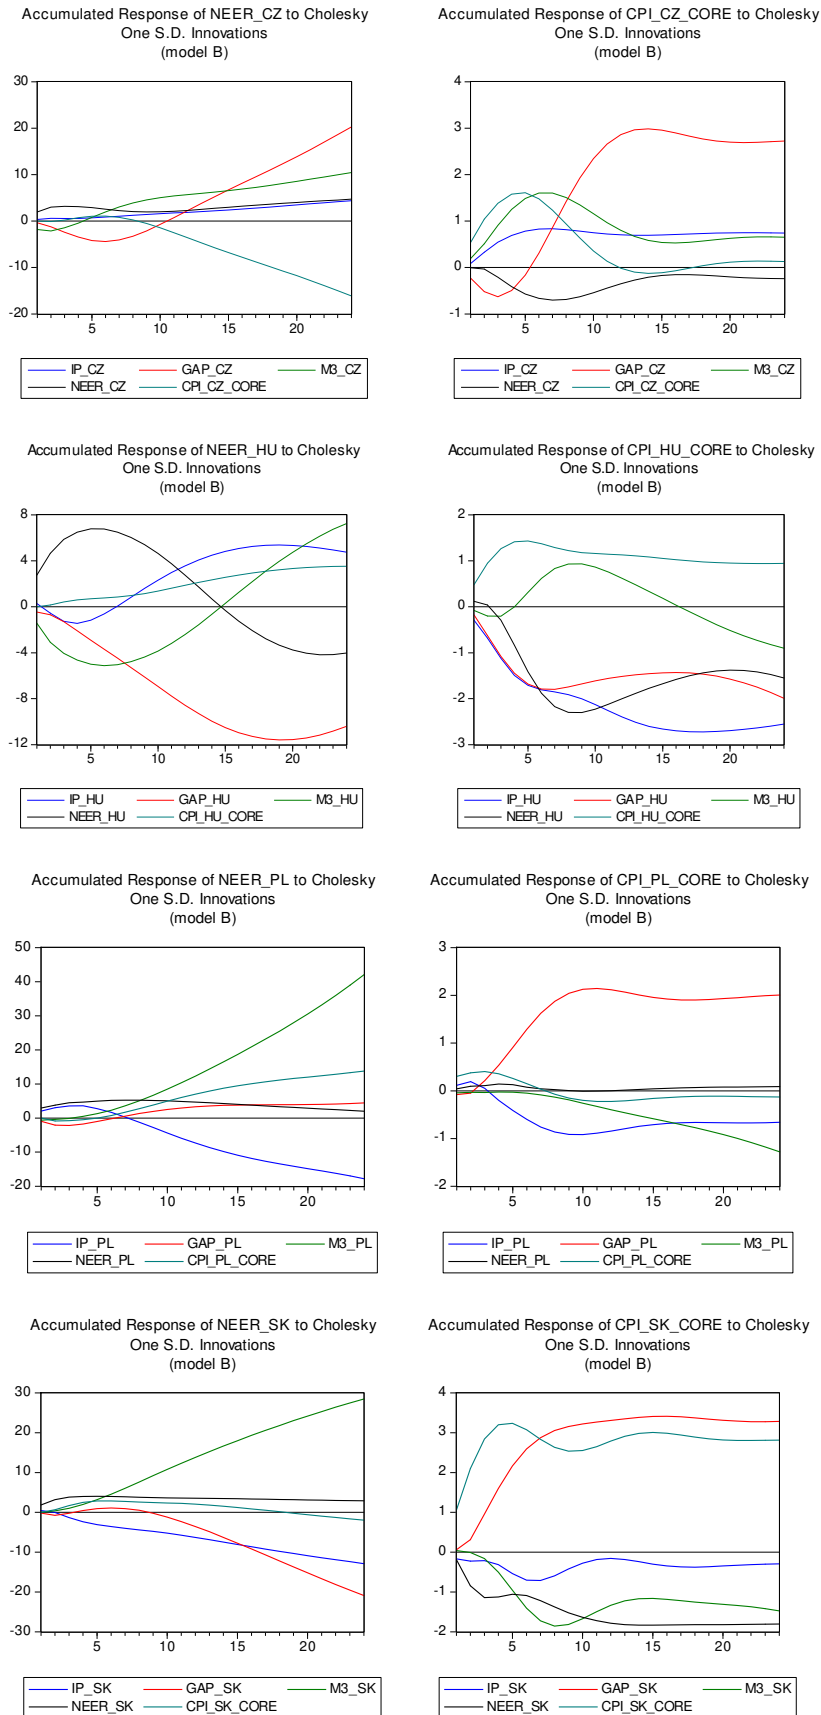 Accumulated Response of NEER_CZ to Cholesky
One S.D. Innovations
(model B)
30
20
10
0
-10
-20
5 10 15 20
IP_CZ GAP_CZ M3_CZ
NEER_CZ CPI_CZ_CORE
Accumulated Response of CPI_CZ_CORE to Cholesky
One S.D. Innovations
(model B)
4
3
2
1
0
-1
5 10 15 20
IP_CZ GAP_CZ M3_CZ
NEER_CZ CPI_CZ_CORE
Accumulated Response of NEER_HU to Cholesky
One S.D. Innovations
(model B)
8
4
0
-4
-8
-12
5 10 15 20
IP_HU GAP_HU M3_HU
NEER_HU CPI_HU_CORE
Accumulated Response of CPI_HU_CORE to Cholesky
One S.D. Innovations
(model B)
2
1
0
-1
-2
-3
5 10 15 20
IP_HU GAP_HU M3_HU
NEER_HU CPI_HU_CORE
Accumulated Response of NEER_PL to Cholesky
One S.D. Innovations
(model B)
50
40
30
20
10
0
-10
-20
5 10 15 20
IP_PL GAP_PL M3_PL
NEER_PL CPI_PL_CORE
Accumulated Response of CPI_PL_CORE to Cholesky
One S.D. Innovations
(model B)
3
2
1
0
-1
-2
5 10 15 20
IP_PL GAP_PL M3_PL
NEER_PL CPI_PL_CORE
Accumulated Response of NEER_SK to Cholesky
One S.D. Innovations
(model B)
30
20
10
0
-10
-20
-30
5 10 15 20
IP_SK GAP_SK M3_SK
NEER_SK CPI_SK_CORE
Accumulated Response of CPI_SK_CORE to Cholesky
One S.D. Innovations
(model B)
4
3
2
1
0
-1
-2
5 10 15 20
IP_SK GAP_SK M3_SK
NEER_SK CPI_SK_CORE